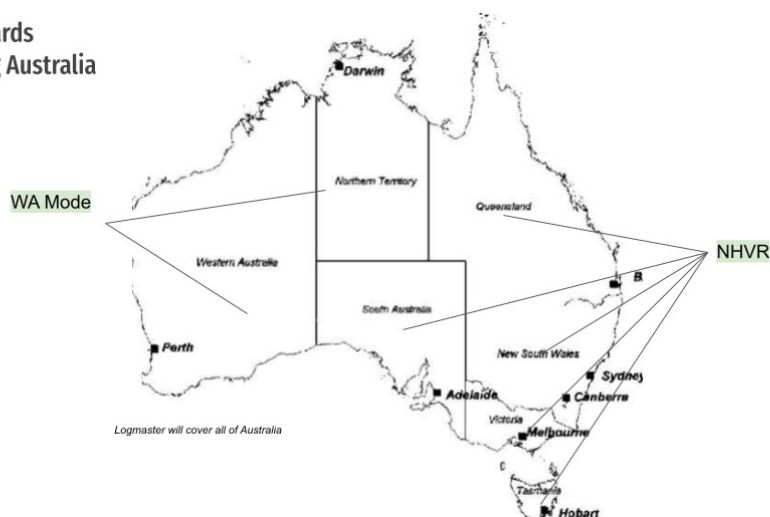 ards
g Australia
Darwin
Northern Territory
WA Mode
Queensland
NHVR
Western Australia
B.
South Australia
New South Wales
Perth
Sydney
Adelaide
Canberra
Victoria
Logmaster will cover all of Australia
Melbourne
Tasmania
Hobart